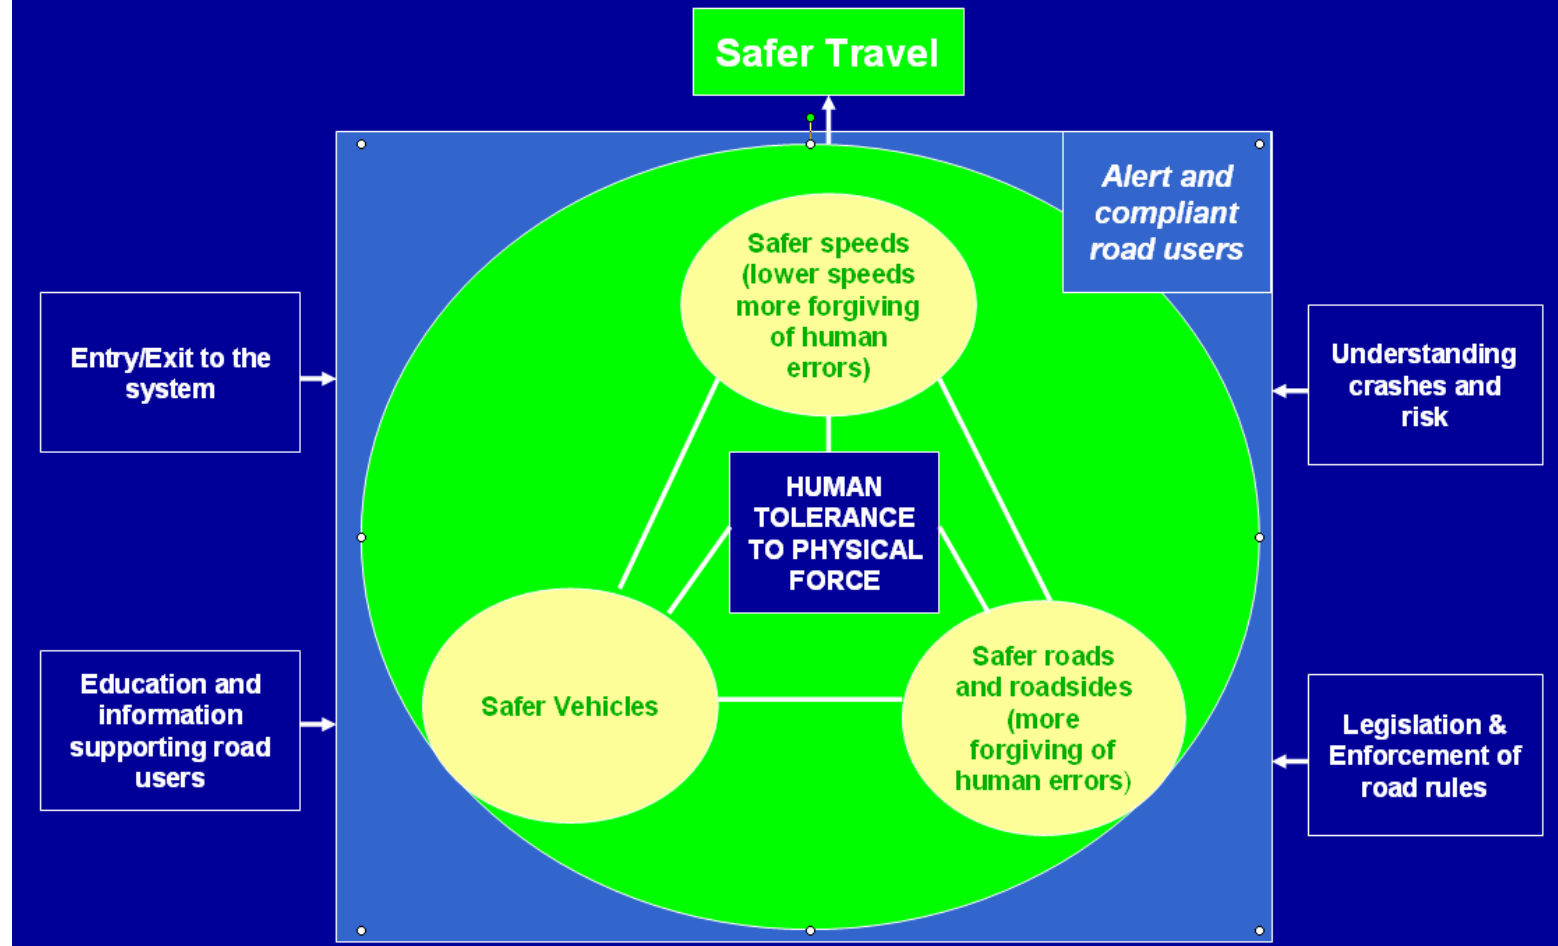 Safer Travel
Alert and
compliant
road users
Safer speeds
(lower speeds
more forgiving
of human
errors)
Entry/Exit to the
system
Understanding
crashes and
risk
HUMAN
TOLERANCE
TO PHYSICAL
FORCE
Education and
information
supporting road
users
Safer Vehicles
Safer roads
and roadsides
(more
forgiving of
human errors)
Legislation &
Enforcement of
road rules